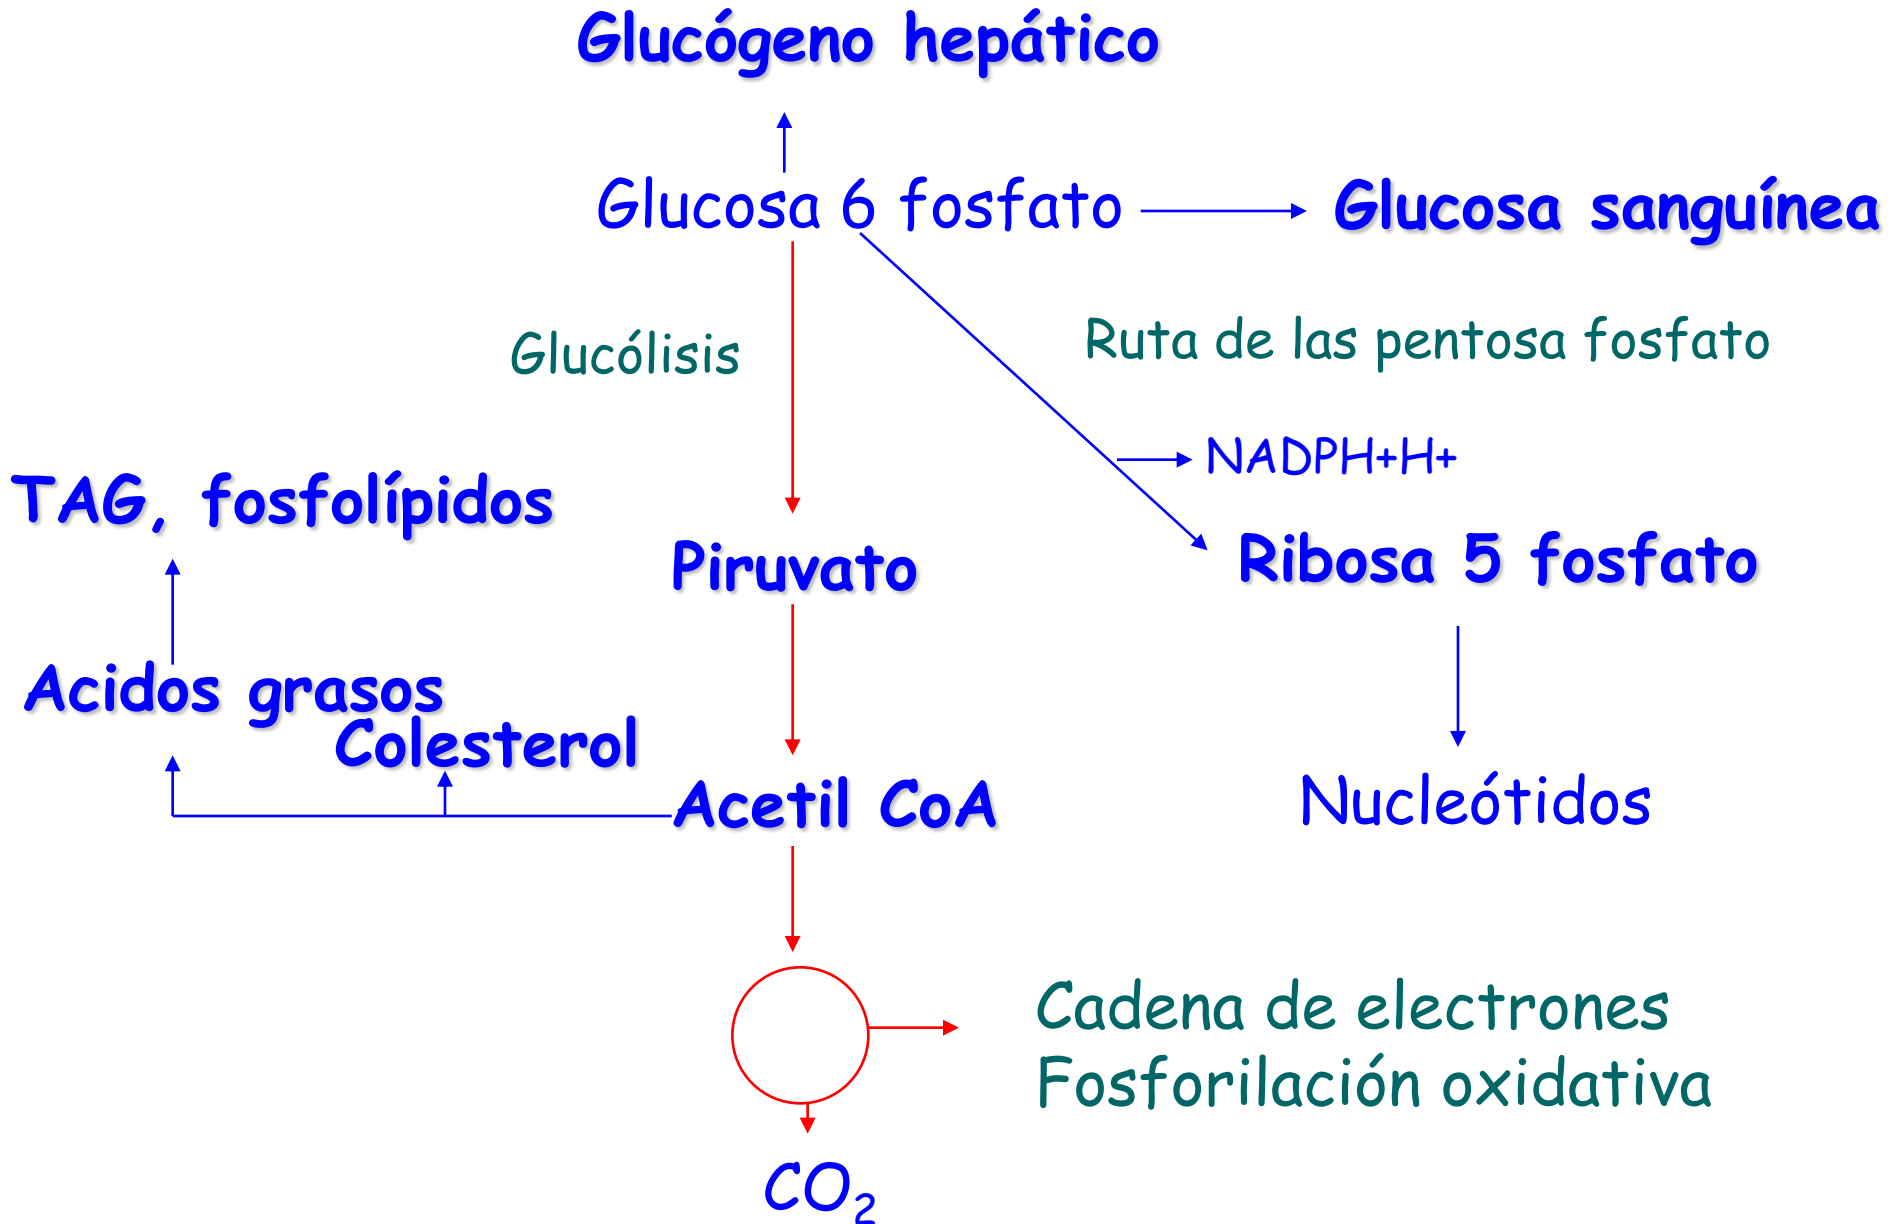 Glucógeno hepático
Glucosa 6 fosfato
Glucosa sanguínea
Glucólisis
Ruta de las pentosa fosfato
NADPH+H+
TAG, fosfolípidos
Piruvato
Ribosa 5 fosfato
Acidos grasos
Colesterol
Acetil CoA
Nucleótidos
Cadena de electrones
Fosforilación oxidativa
CO₂